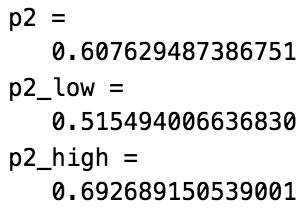 p2 =
0.607629487386751
p2_low =
0.515494006636830
p2_high =
0.692689150539001